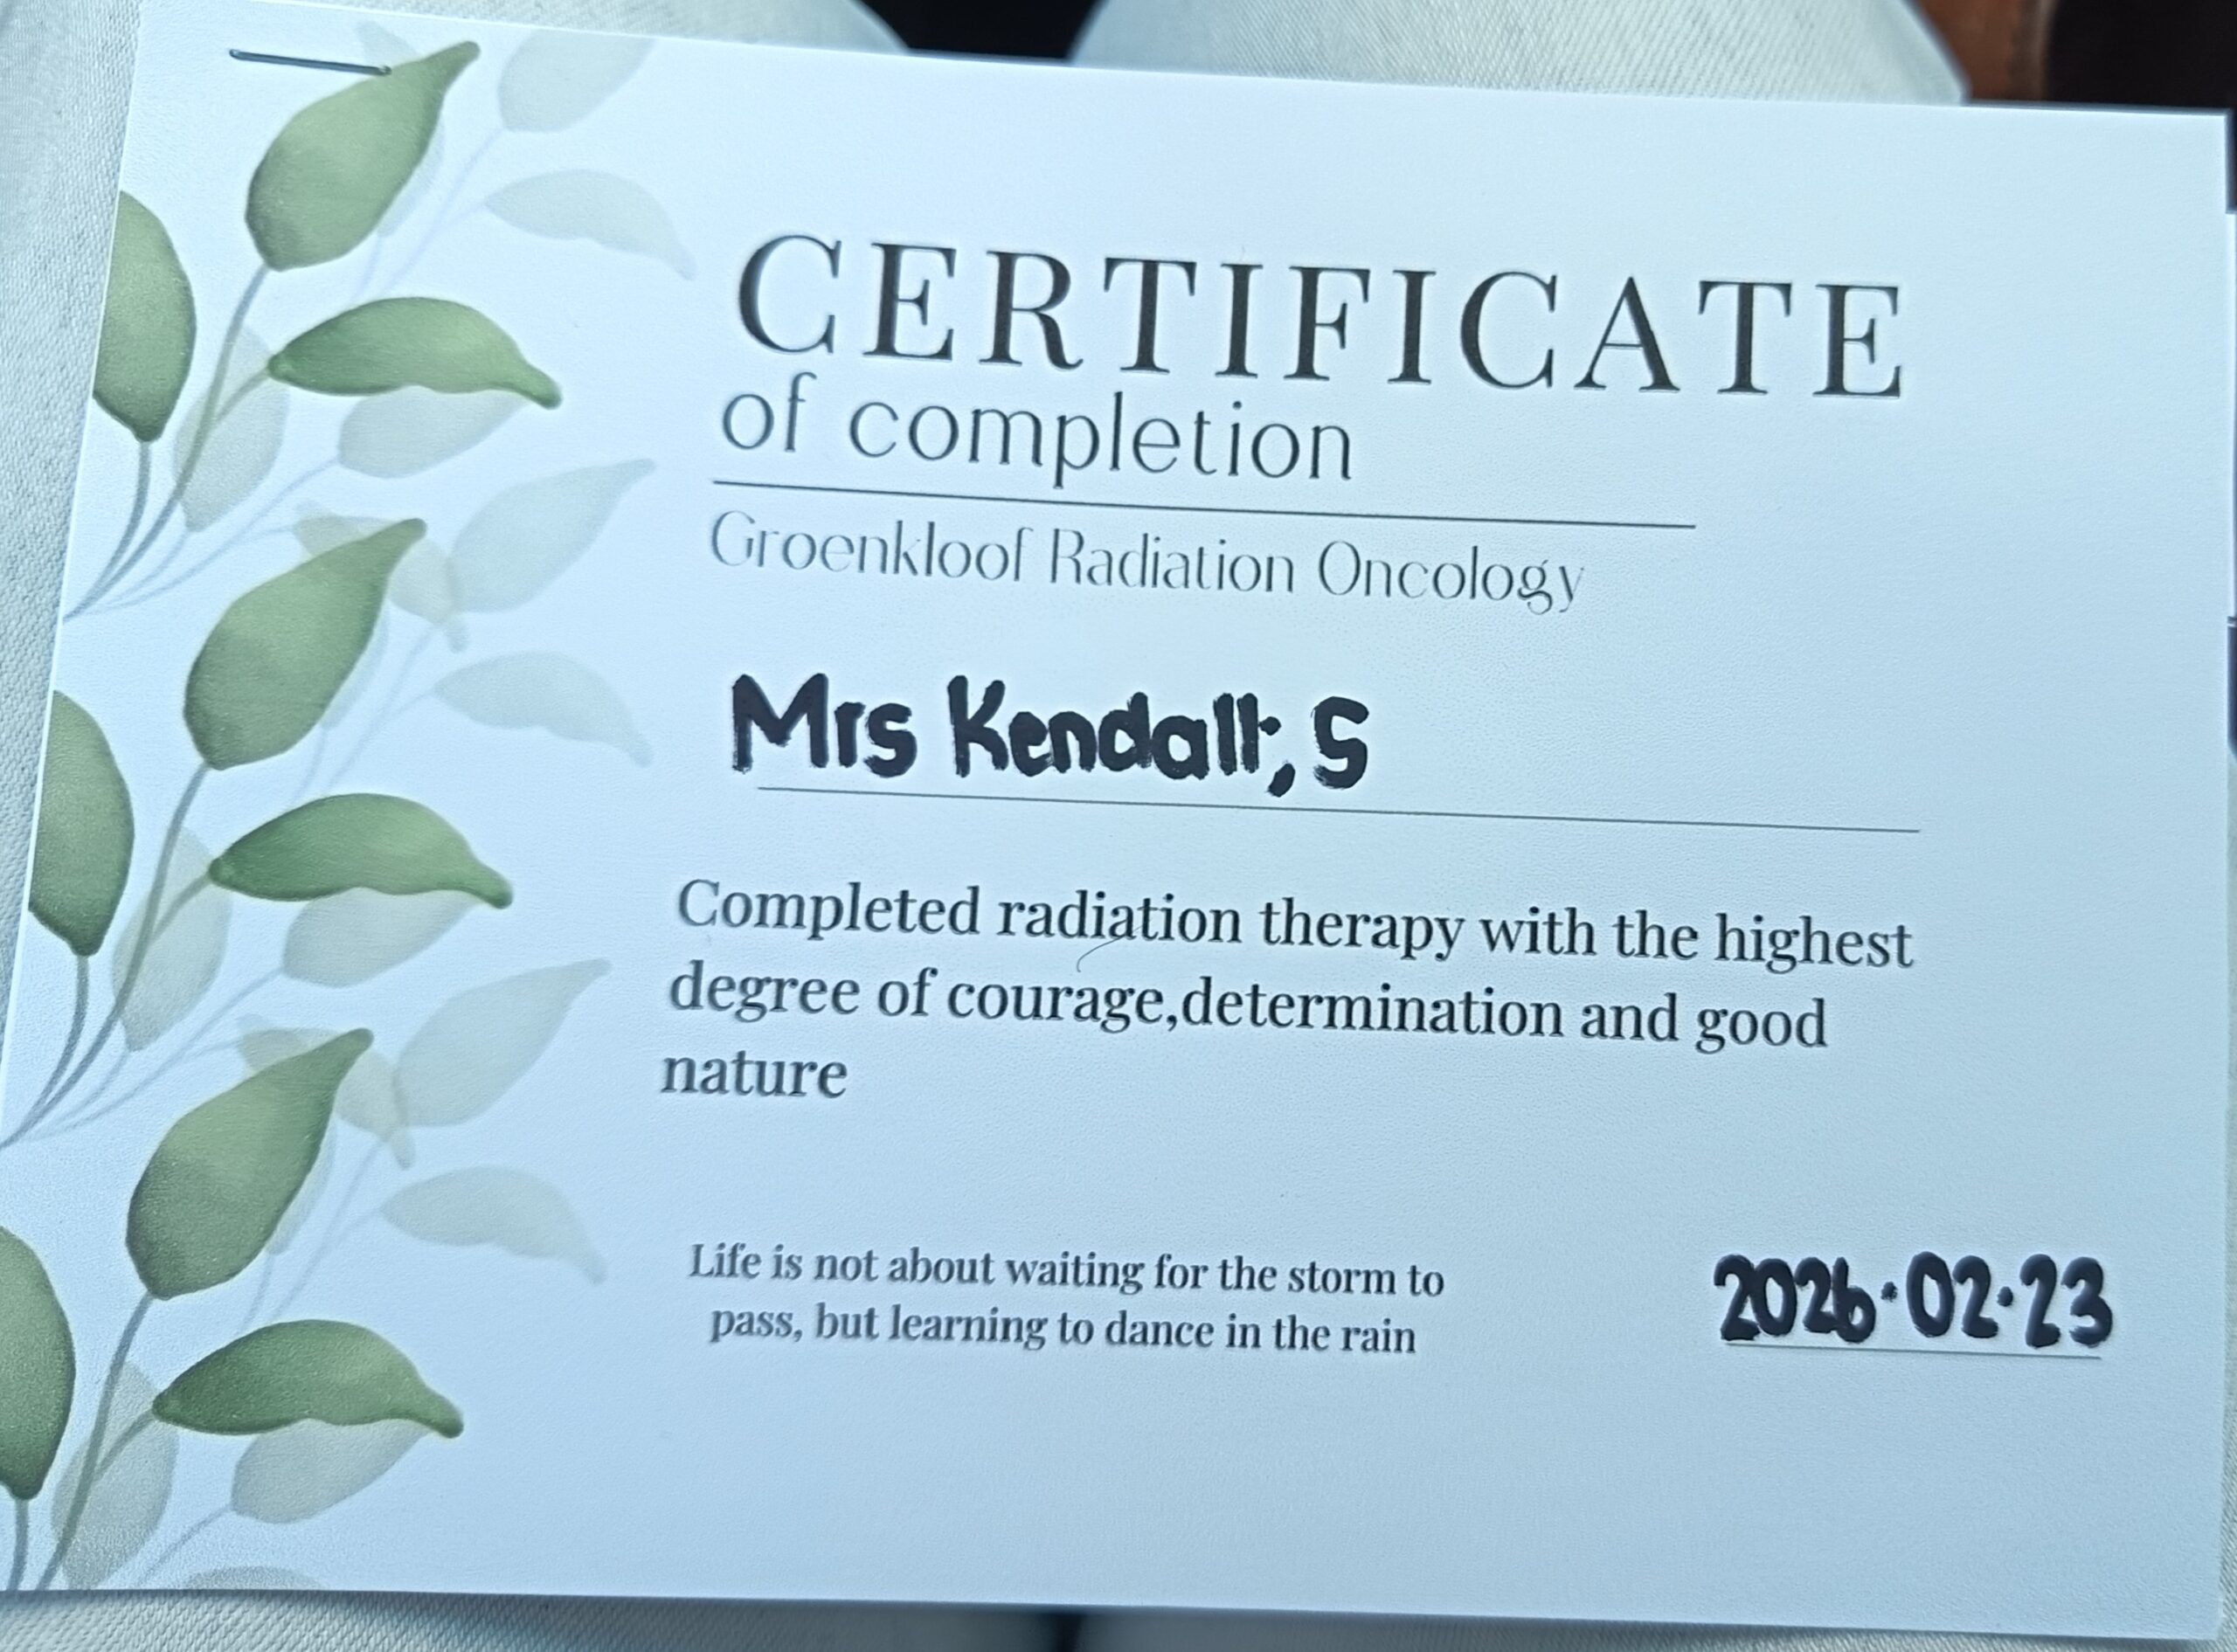 CERTIFICATE
of completion
Groenkloof Radiation Oncology
Mrs Kendall, S
Completed radiation therapy with the highest
degree of courage,determination and good
nature
Life is not about waiting for the storm to
pass, but learning to dance in the rain
2026.02.23